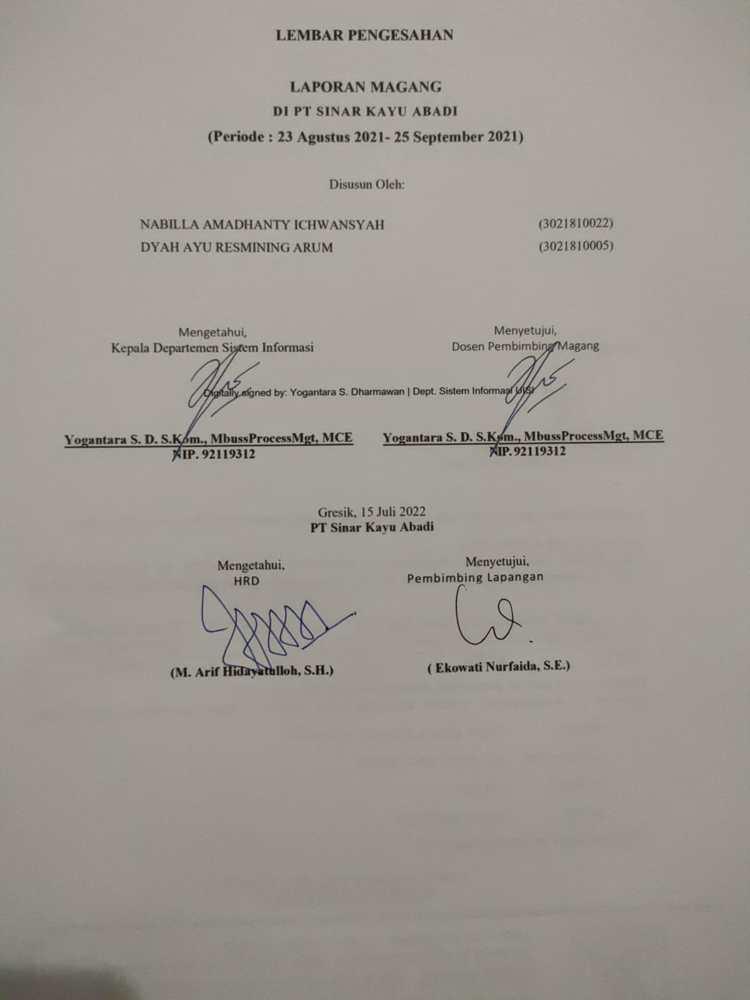 LEMBAR PENGESAHAN
LAPORAN MAGANG
DI PT SINAR KAYU ABADI
(Periode : 23 Agustus 2021- 25 September 2021)
Disusun Oleh:
NABILLA AMADHANTY ICHWANSYAH (3021810022)
DYAH AYU RESMINING ARUM (3021810005)
Mengetahui,
Kepala Departemen Sistem Informasi
Menyetujui,
Dosen Pembimbing Magang
Digitally signed by: Yogantara S. Dharmawan | Dept. Sistem Informasi UISI
Yogantara S. D. S.Kom., MbussProcessMgt, MCE
NIP. 92119312
Yogantara S. D. S.Kom., MbussProcessMgt, MCE
NIP. 92119312
Gresik, 15 Juli 2022
PT Sinar Kayu Abadi
Mengetahui,
HRD
(M. Arif Hidayatulloh, S.H.)
Menyetujui,
Pembimbing Lapangan
( Ekowati Nurfaida, S.E.)